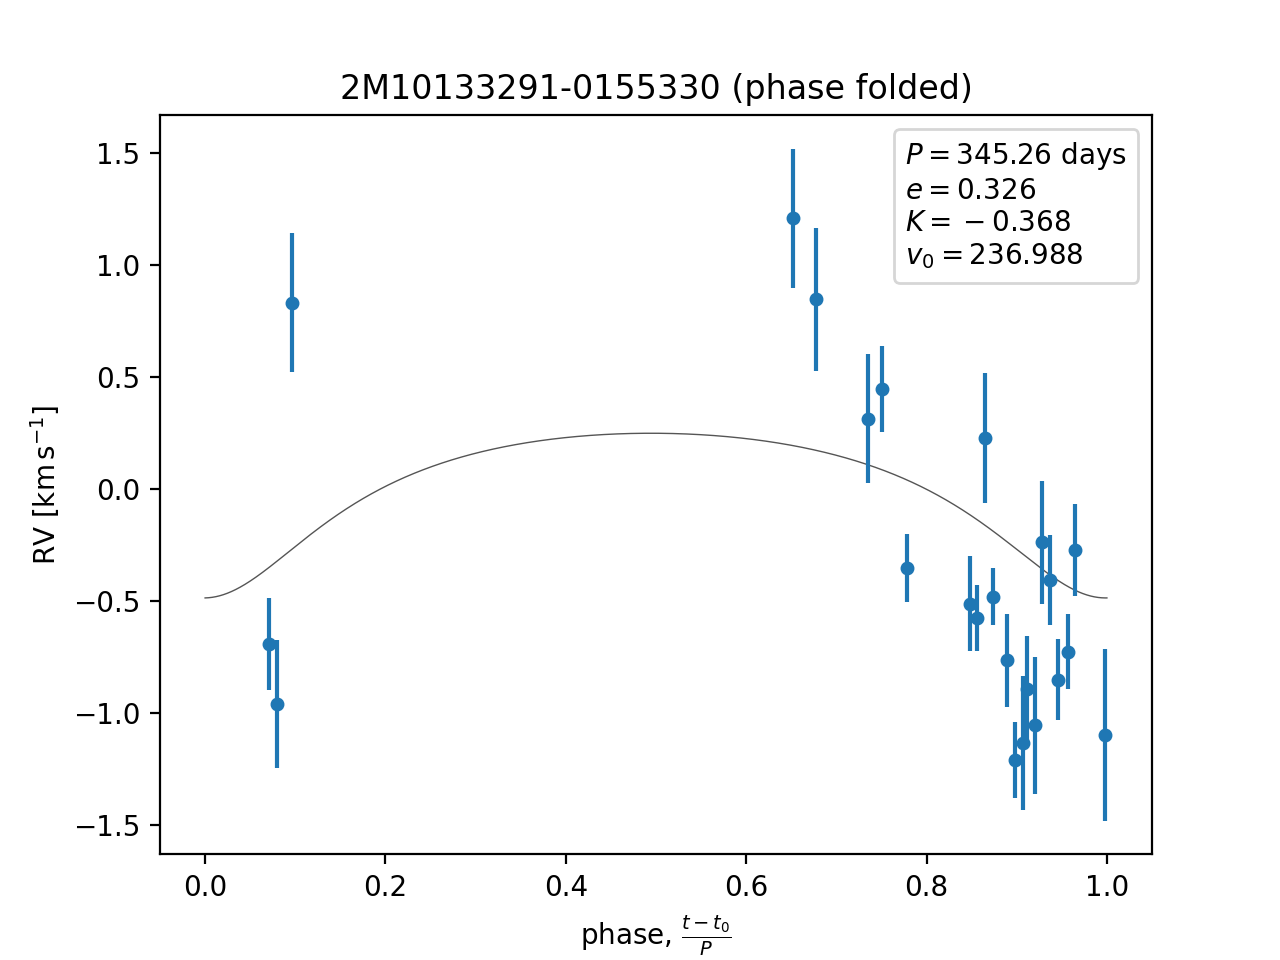 2M10133291-0155330 (phase folded)
P = 345.26 days
e = 0.326
K = −0.368
v₀ = 236.988
RV [km s⁻¹]
1.5
1.0
0.5
0.0
−0.5
−1.0
−1.5
0.0 0.2 0.4 0.6 0.8 1.0
phase, (t − t₀)/P